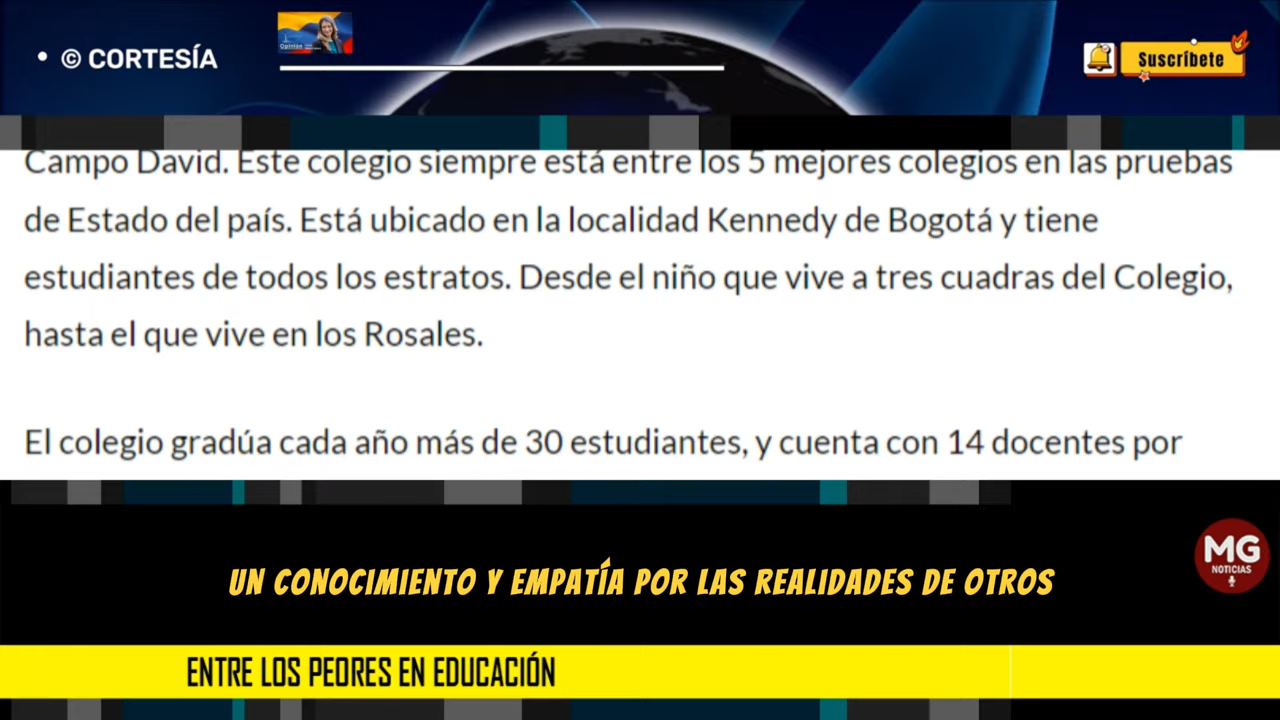 • © CORTESÍA
Opinión
Suscríbete
Campo David. Este colegio siempre está entre los 5 mejores colegios en las pruebas
de Estado del país. Está ubicado en la localidad Kennedy de Bogotá y tiene
estudiantes de todos los estratos. Desde el niño que vive a tres cuadras del Colegio,
hasta el que vive en los Rosales.
El colegio gradúa cada año más de 30 estudiantes, y cuenta con 14 docentes por
UN CONOCIMIENTO Y EMPATÍA POR LAS REALIDADES DE OTROS
MG
NOTICIAS
ENTRE LOS PEORES EN EDUCACIÓN